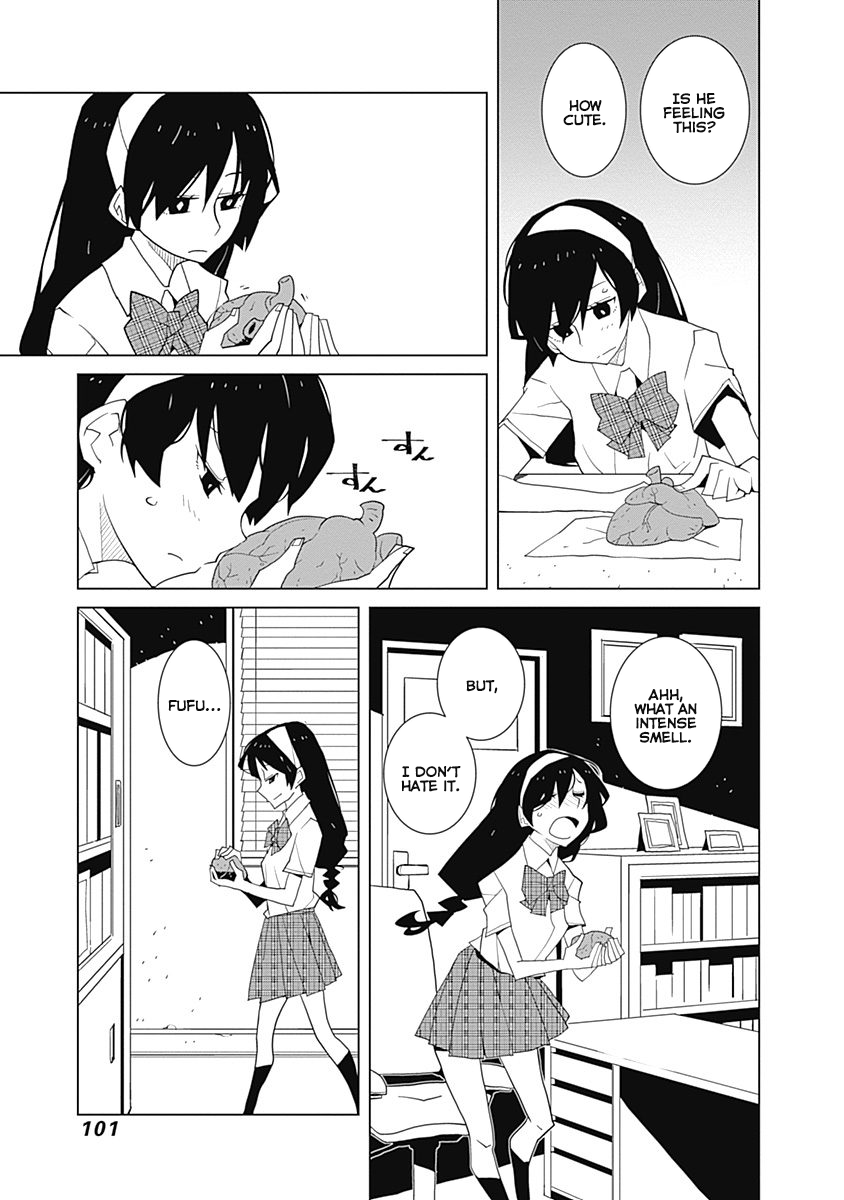 IS HE
FEELING
THIS?
HOW
CUTE.
すん
すん
AHH,
WHAT AN
INTENSE
SMELL.
BUT,
I DON'T
HATE IT.
FUFU...
101